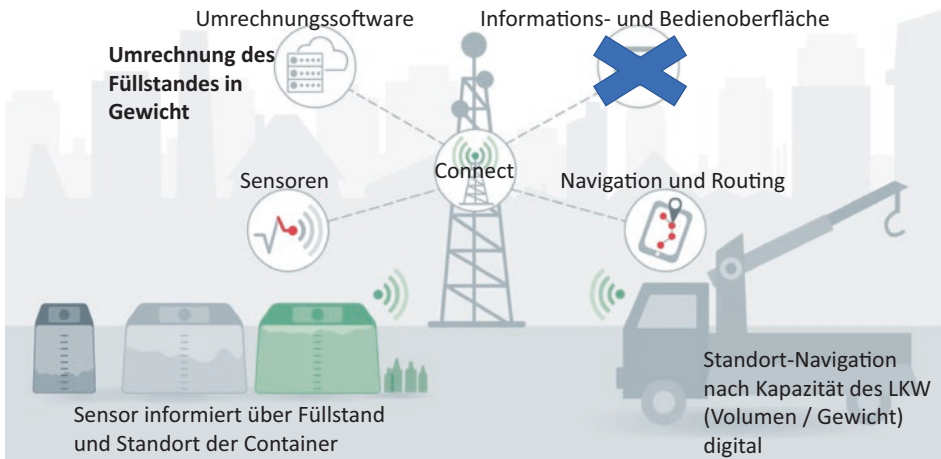 Umrechnungssoftware
Informations- und Bedienoberfläche
Umrechnung des
Füllstandes in
Gewicht
Connect
Sensoren
Navigation und Routing
Sensor informiert über Füllstand
und Standort der Container
Standort-Navigation
nach Kapazität des LKW
(Volumen / Gewicht)
digital